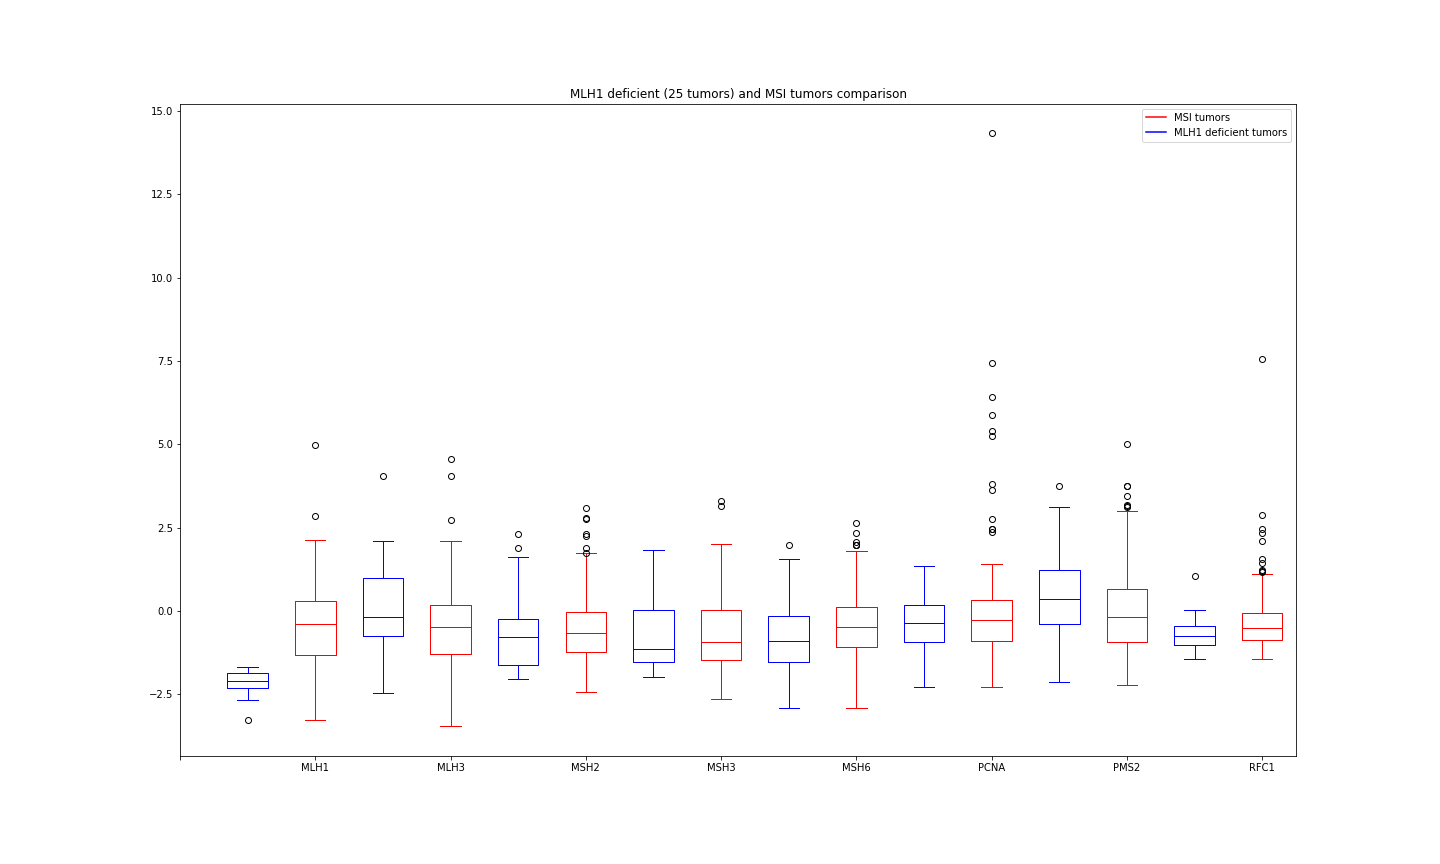 MLH1 deficient (25 tumors) and MSI tumors comparison
15.0
12.5
10.0
7.5
5.0
2.5
0.0
−2.5
MSI tumors
MLH1 deficient tumors
MLH1 MLH3 MSH2 MSH3 MSH6 PCNA PMS2 RFC1